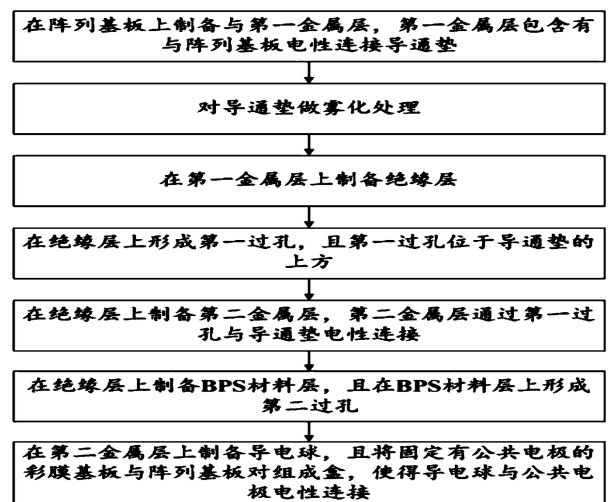 在阵列基板上制备与第一金属层，第一金属层包含有
与阵列基板电性连接导通垫
对导通垫做雾化处理
在第一金属层上制备绝缘层
在绝缘层上形成第一过孔，且第一过孔位于导通垫的
上方
在绝缘层上制备第二金属层，第二金属层通过第一过
孔与导通垫电性连接
在绝缘层上制备BPS材料层，且在BPS材料层上形成
第二过孔
在第二金属层上制备导电球，且将固定有公共电极的
彩膜基板与阵列基板对组成盒，使得导电球与公共电
极电性连接